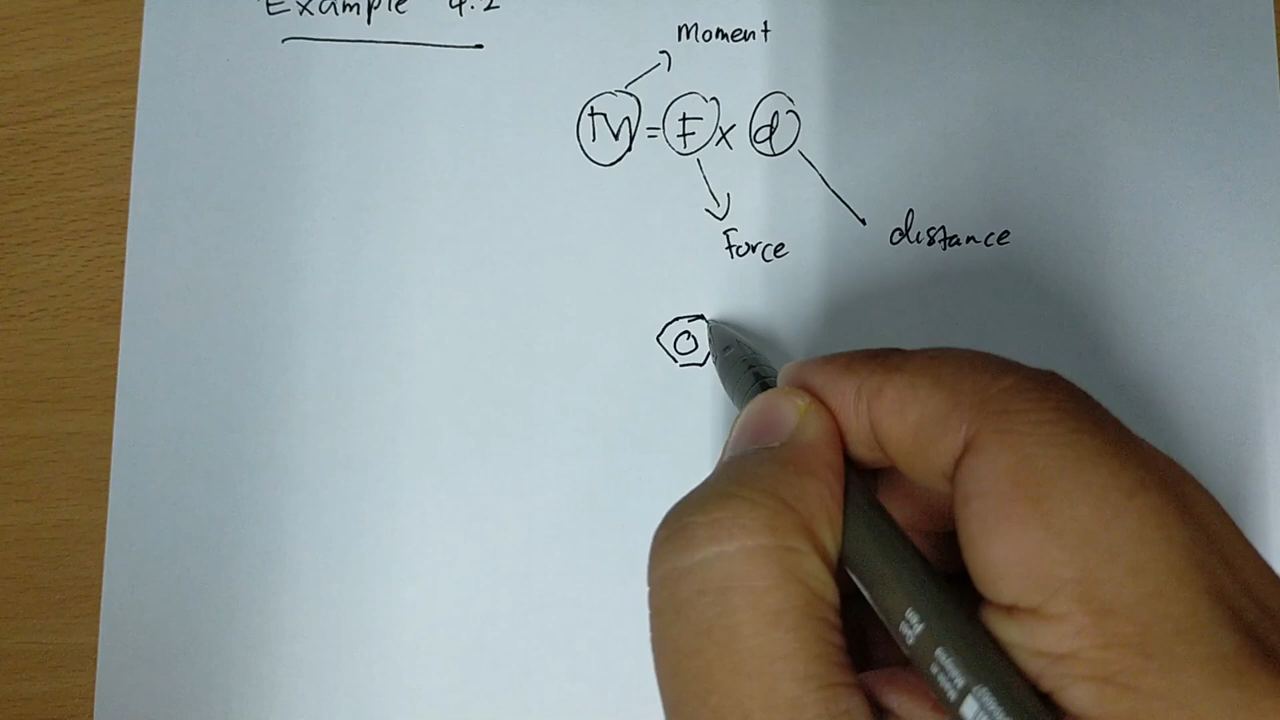 Example 4.2
Moment
M = F x d
Force
distance